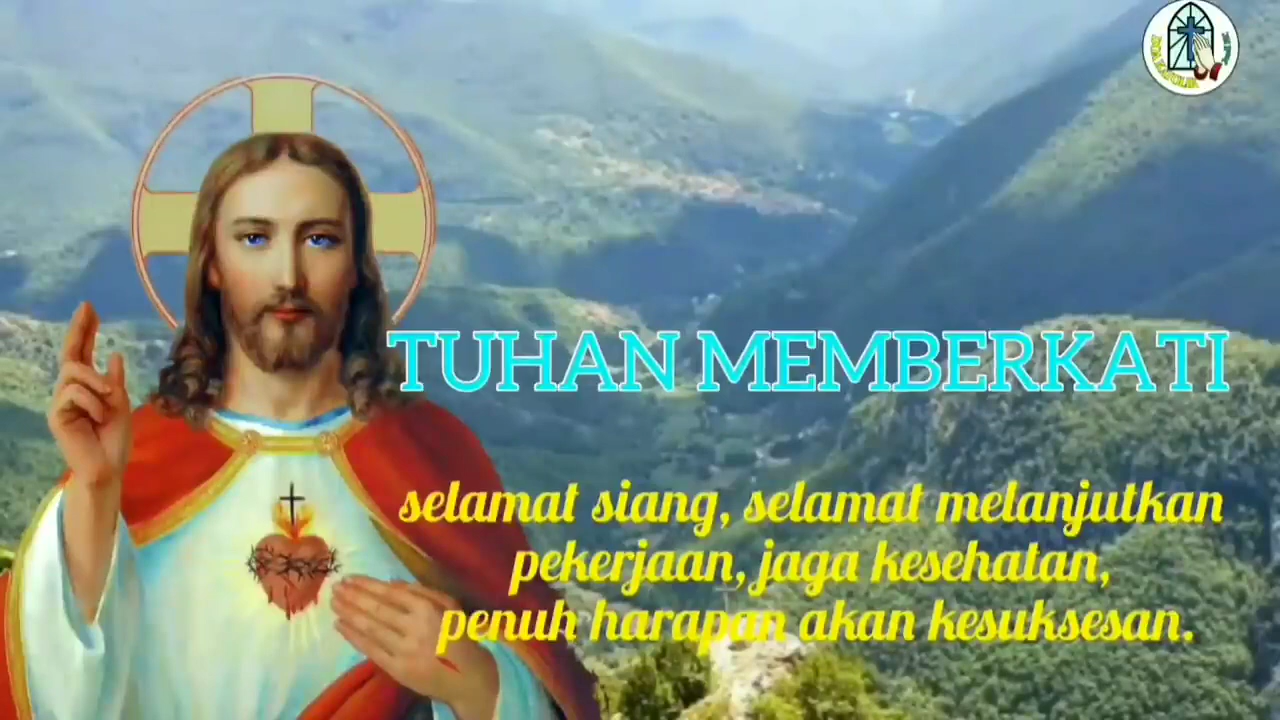 TUHAN MEMBERKATI
selamat siang, selamat melanjutkan
pekerjaan, jaga kesehatan,
penuh harapan akan kesuksesan.